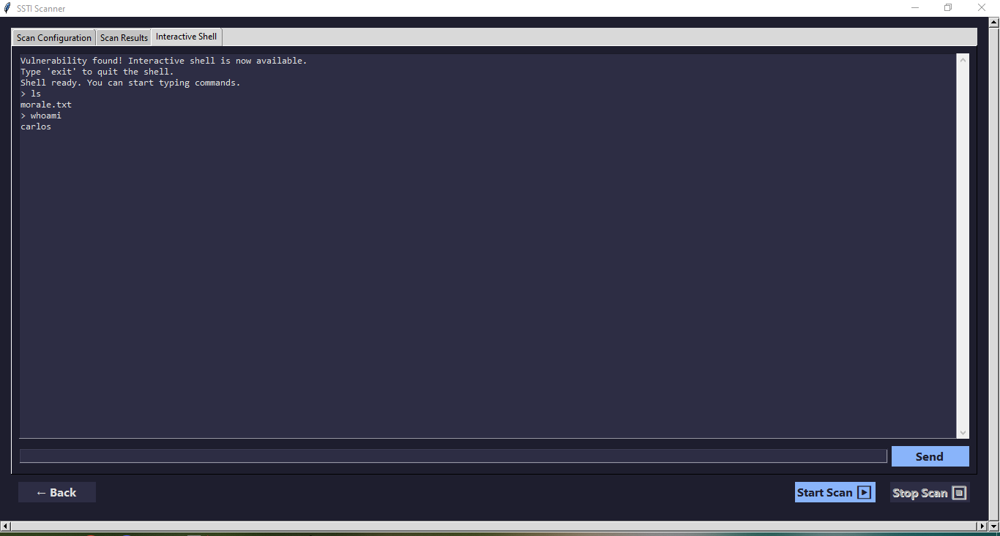 SSTI Scanner
Scan Configuration Scan Results Interactive Shell
Vulnerability found! Interactive shell is now available.
Type 'exit' to quit the shell.
Shell ready. You can start typing commands.
> ls
morale.txt
> whoami
carlos
Send
← Back Start Scan Stop Scan